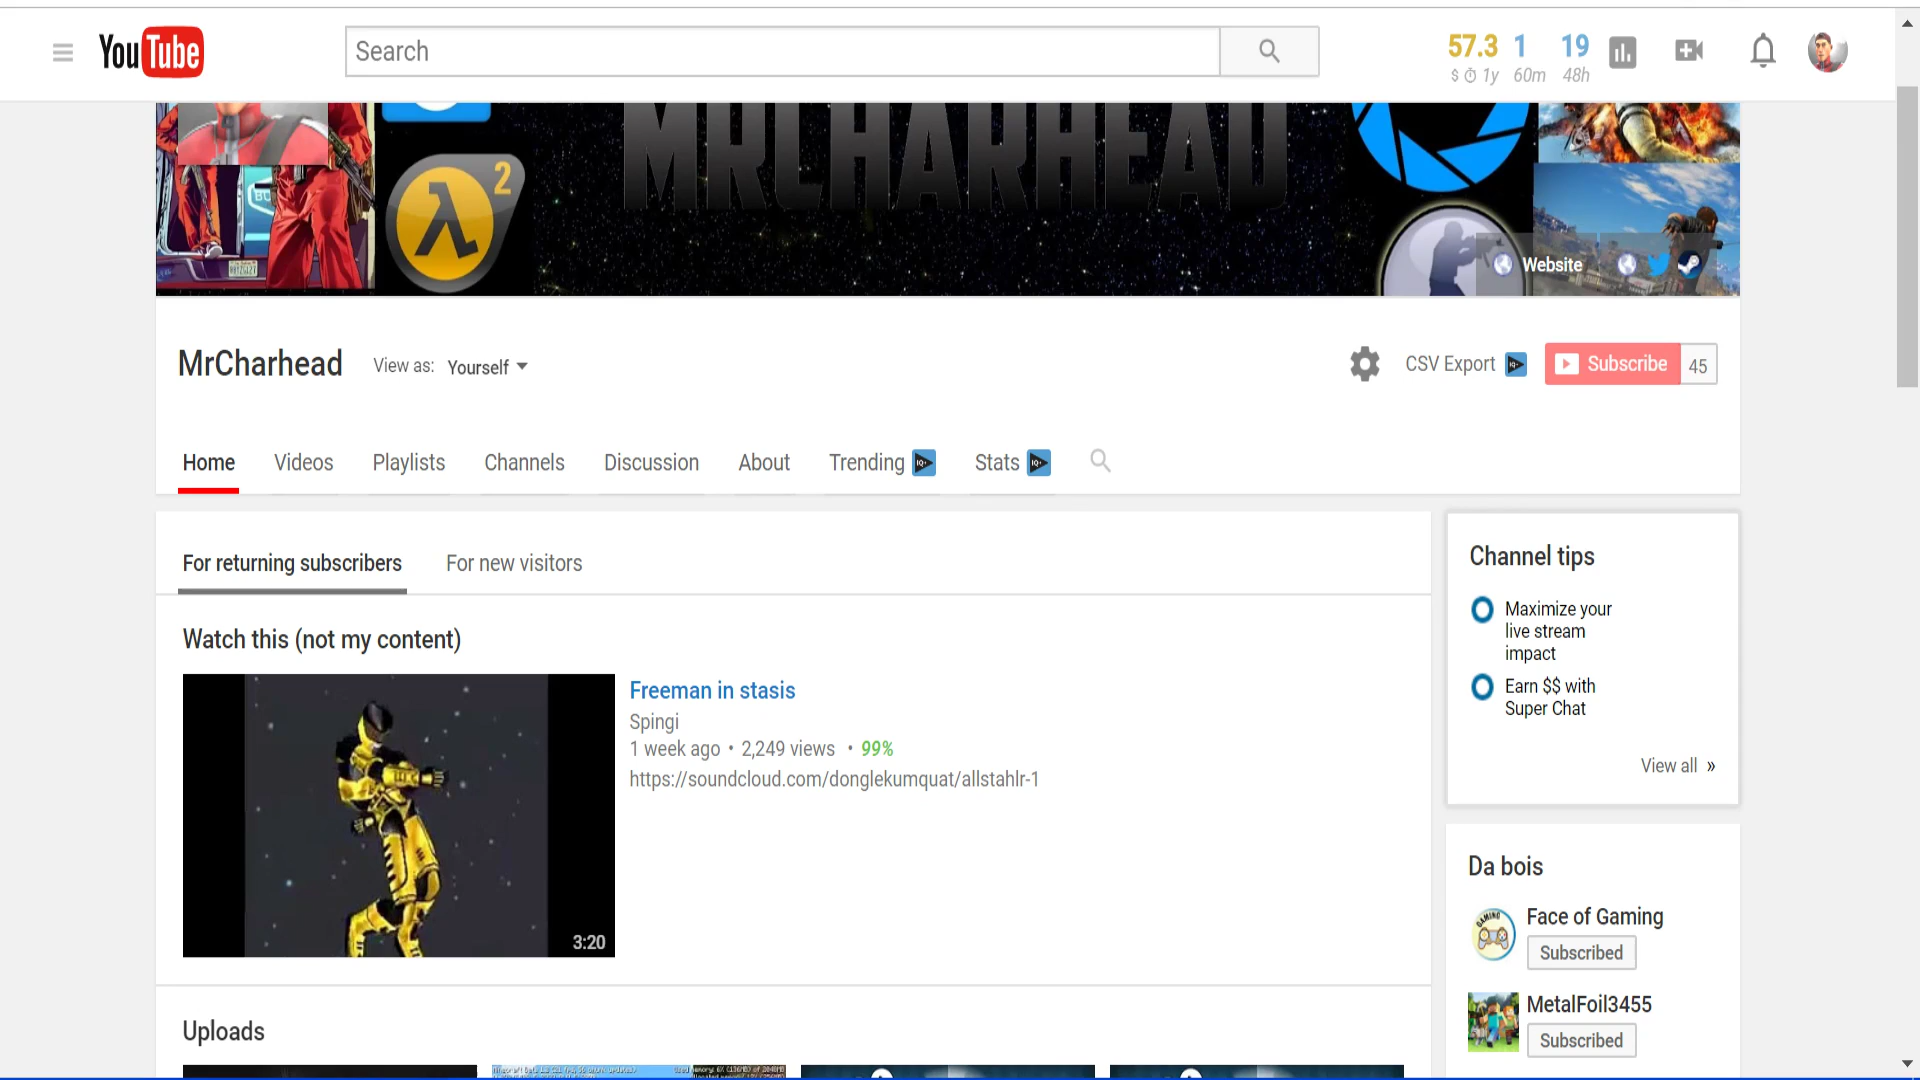 YouTube
Search
57.3 1 19
$ 1y 60m 48h
MRCHARHEAD
2
Website
MrCharhead
View as: Yourself
CSV Export
Subscribe 45
Home Videos Playlists Channels Discussion About Trending Stats
For returning subscribers For new visitors
Watch this (not my content)
Freeman in stasis
Spingi
1 week ago • 2,249 views • 99%
https://soundcloud.com/donglekumquat/allstahlr-1
3:20
Uploads
Channel tips
Maximize your
live stream
impact
Earn $$ with
Super Chat
View all »
Da bois
GAMING
Face of Gaming
Subscribed
MetalFoil3455
Subscribed